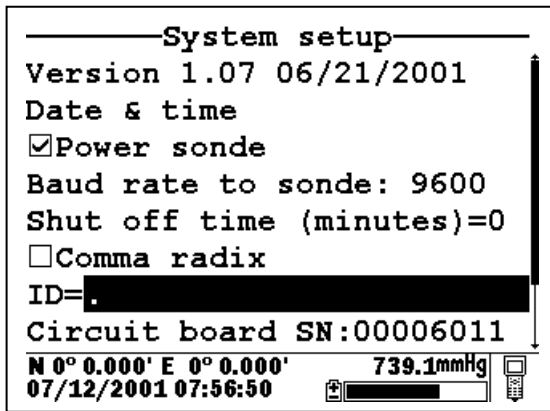 System setup
Version 1.07 06/21/2001
Date & time
☑Power sonde
Baud rate to sonde: 9600
Shut off time (minutes)=0
☐Comma radix
ID=.
Circuit board SN:00006011
N 0° 0.000' E 0° 0.000' 739.1mmHg
07/12/2001 07:56:50